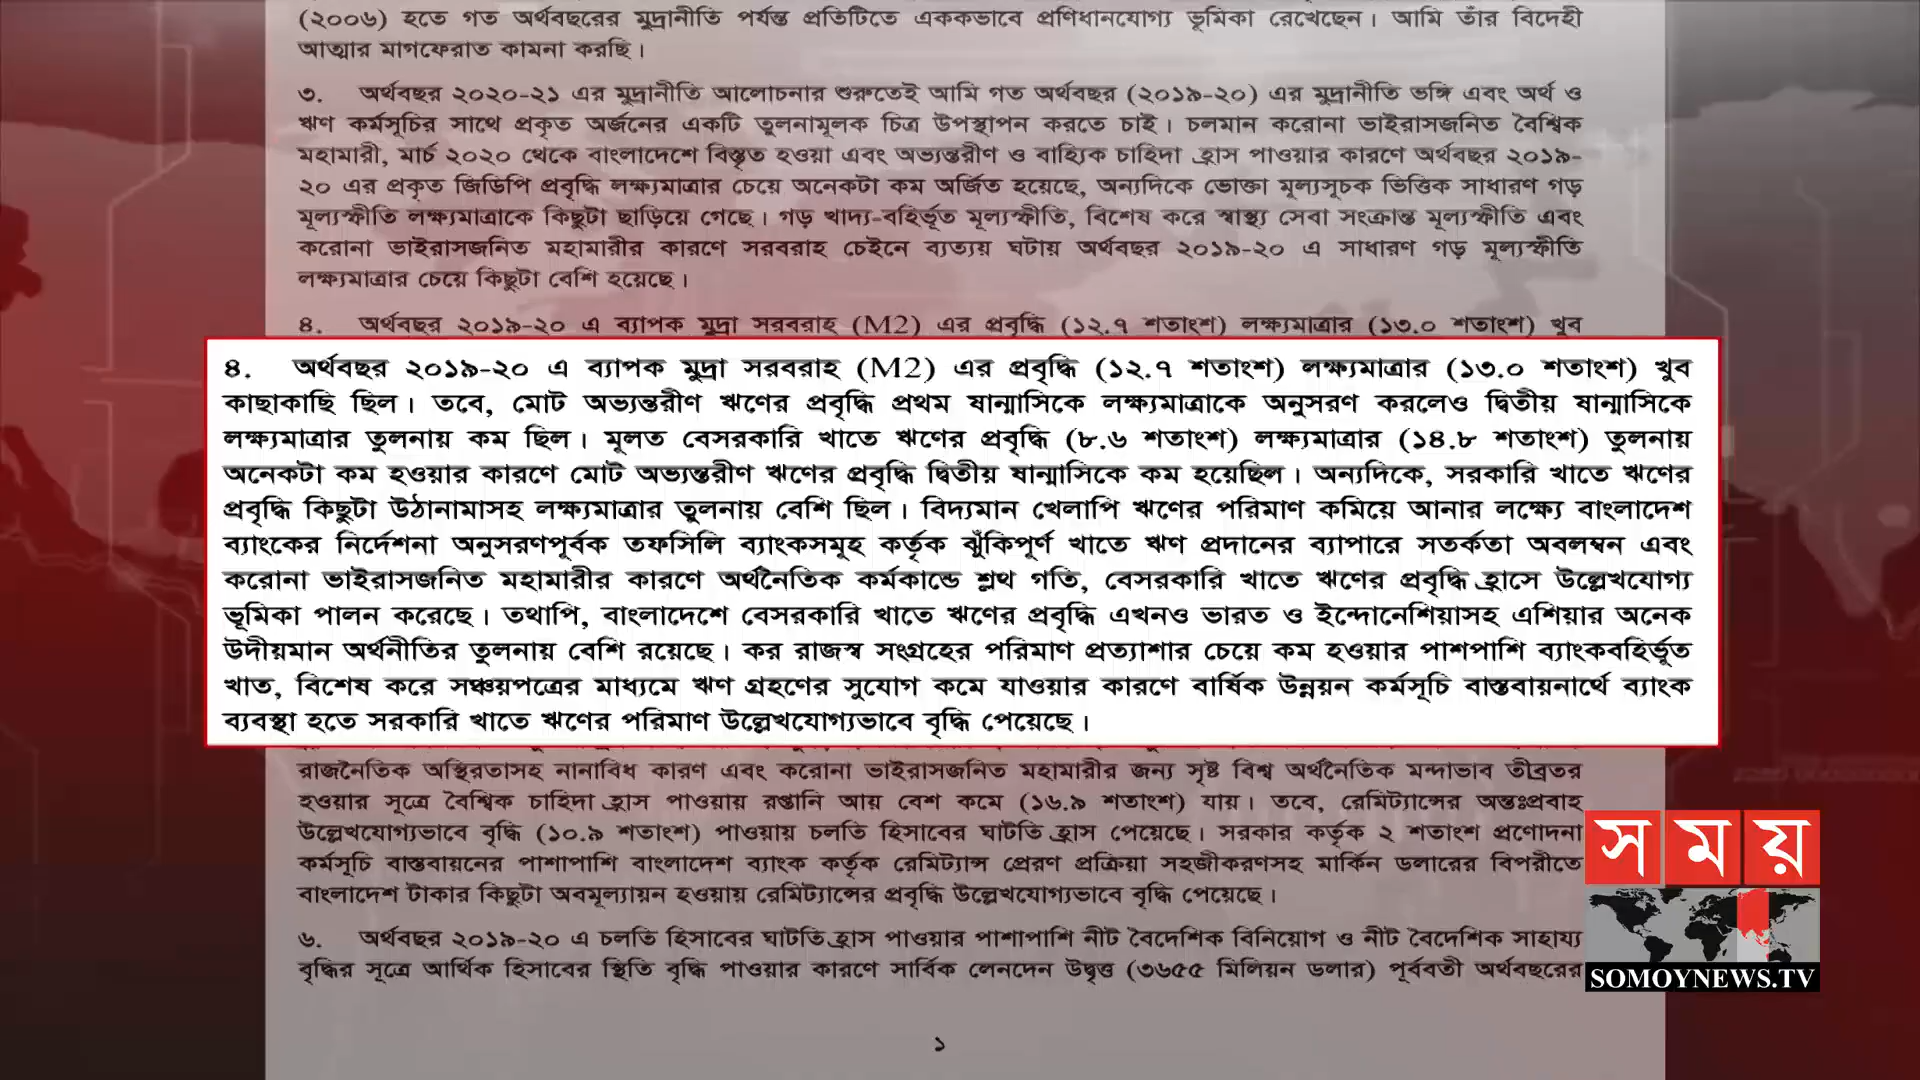 (২০০৬) হতে গত অর্থবছরের মুদ্রানীতি পর্যন্ত প্রতিটিতে এককভাবে প্রণিধানযোগ্য ভূমিকা রেখেছেন। আমি তাঁর বিদেহী
আত্মার মাগফেরাত কামনা করছি।
৩. অর্থবছর ২০২০-২১ এর মুদ্রানীতি আলোচনার শুরুতেই আমি গত অর্থবছর (২০১৯-২০) এর মুদ্রানীতি ভঙ্গি এবং অর্থ ও
ঋণ কর্মসূচির সাথে প্রকৃত অর্জনের একটি তুলনামূলক চিত্র উপস্থাপন করতে চাই। চলমান করোনা ভাইরাসজনিত বৈশ্বিক
মহামারী, মার্চ ২০২০ থেকে বাংলাদেশে বিস্তৃত হওয়া এবং অভ্যন্তরীণ ও বাহ্যিক চাহিদা হ্রাস পাওয়ার কারণে অর্থবছর ২০১৯-
২০ এর প্রকৃত জিডিপি প্রবৃদ্ধি লক্ষ্যমাত্রার চেয়ে অনেকটা কম অর্জিত হয়েছে, অন্যদিকে ভোক্তা মূল্যসূচক ভিত্তিক সাধারণ গড়
মূল্যস্ফীতি লক্ষ্যমাত্রাকে কিছুটা ছাড়িয়ে গেছে। গড় খাদ্য-বহির্ভূত মূল্যস্ফীতি, বিশেষ করে স্বাস্থ্য সেবা সংক্রান্ত মূল্যস্ফীতি এবং
করোনা ভাইরাসজনিত মহামারীর কারণে সরবরাহ চেইনে ব্যত্যয় ঘটায় অর্থবছর ২০১৯-২০ এ সাধারণ গড় মূল্যস্ফীতি
লক্ষ্যমাত্রার চেয়ে কিছুটা বেশি হয়েছে।
৪. অর্থবছর ২০১৯-২০ এ ব্যাপক মুদ্রা সরবরাহ (M2) এর প্রবৃদ্ধি (১২.৭ শতাংশ) লক্ষ্যমাত্রার (১৩.০ শতাংশ) খুব
৪. অর্থবছর ২০১৯-২০ এ ব্যাপক মুদ্রা সরবরাহ (M2) এর প্রবৃদ্ধি (১২.৭ শতাংশ) লক্ষ্যমাত্রার (১৩.০ শতাংশ) খুব
কাছাকাছি ছিল। তবে, মোট অভ্যন্তরীণ ঋণের প্রবৃদ্ধি প্রথম ষান্মাসিকে লক্ষ্যমাত্রাকে অনুসরণ করলেও দ্বিতীয় ষান্মাসিকে
লক্ষ্যমাত্রার তুলনায় কম ছিল। মূলত বেসরকারি খাতে ঋণের প্রবৃদ্ধি (৮.৬ শতাংশ) লক্ষ্যমাত্রার (১৪.৮ শতাংশ) তুলনায়
অনেকটা কম হওয়ার কারণে মোট অভ্যন্তরীণ ঋণের প্রবৃদ্ধি দ্বিতীয় ষান্মাসিকে কম হয়েছিল। অন্যদিকে, সরকারি খাতে ঋণের
প্রবৃদ্ধি কিছুটা উঠানামাসহ লক্ষ্যমাত্রার তুলনায় বেশি ছিল। বিদ্যমান খেলাপি ঋণের পরিমাণ কমিয়ে আনার লক্ষ্যে বাংলাদেশ
ব্যাংকের নির্দেশনা অনুসরণপূর্বক তফসিলি ব্যাংকসমূহ কর্তৃক ঝুঁকিপূর্ণ খাতে ঋণ প্রদানের ব্যাপারে সতর্কতা অবলম্বন এবং
করোনা ভাইরাসজনিত মহামারীর কারণে অর্থনৈতিক কর্মকান্ডে শ্লথ গতি, বেসরকারি খাতে ঋণের প্রবৃদ্ধি হ্রাসে উল্লেখযোগ্য
ভূমিকা পালন করেছে। তথাপি, বাংলাদেশে বেসরকারি খাতে ঋণের প্রবৃদ্ধি এখনও ভারত ও ইন্দোনেশিয়াসহ এশিয়ার অনেক
উদীয়মান অর্থনীতির তুলনায় বেশি রয়েছে। কর রাজস্ব সংগ্রহের পরিমাণ প্রত্যাশার চেয়ে কম হওয়ার পাশপাশি ব্যাংকবহির্ভূত
খাত, বিশেষ করে সঞ্চয়পত্রের মাধ্যমে ঋণ গ্রহণের সুযোগ কমে যাওয়ার কারণে বার্ষিক উন্নয়ন কর্মসূচি বাস্তবায়নার্থে ব্যাংক
ব্যবস্থা হতে সরকারি খাতে ঋণের পরিমাণ উল্লেখযোগ্যভাবে বৃদ্ধি পেয়েছে।
রাজনৈতিক অস্থিরতাসহ নানাবিধ কারণ এবং করোনা ভাইরাসজনিত মহামারীর জন্য সৃষ্ট বিশ্ব অর্থনৈতিক মন্দাভাব তীব্রতর
হওয়ার সূত্রে বৈশ্বিক চাহিদা হ্রাস পাওয়ায় রপ্তানি আয় বেশ কমে (১৬.৯ শতাংশ) যায়। তবে, রেমিট্যান্সের অন্তঃপ্রবাহ
উল্লেখযোগ্যভাবে বৃদ্ধি (১০.৯ শতাংশ) পাওয়ায় চলতি হিসাবের ঘাটতি হ্রাস পেয়েছে। সরকার কর্তৃক ২ শতাংশ প্রণোদনা
কর্মসূচি বাস্তবায়নের পাশাপাশি বাংলাদেশ ব্যাংক কর্তৃক রেমিট্যান্স প্রেরণ প্রক্রিয়া সহজীকরণসহ মার্কিন ডলারের বিপরীতে
বাংলাদেশ টাকার কিছুটা অবমূল্যায়ন হওয়ায় রেমিট্যান্সের প্রবৃদ্ধি উল্লেখযোগ্যভাবে বৃদ্ধি পেয়েছে।
৬. অর্থবছর ২০১৯-২০ এ চলতি হিসাবের ঘাটতি হ্রাস পাওয়ার পাশাপাশি নীট বৈদেশিক বিনিয়োগ ও নীট বৈদেশিক সাহায্য
বৃদ্ধির সূত্রে আর্থিক হিসাবের স্থিতি বৃদ্ধি পাওয়ার কারণে সার্বিক লেনদেন উদ্বৃত্ত (৩৬৫৫ মিলিয়ন ডলার) পূর্ববর্তী অর্থবছরের
১
সময়
SOMOYNEWS.TV